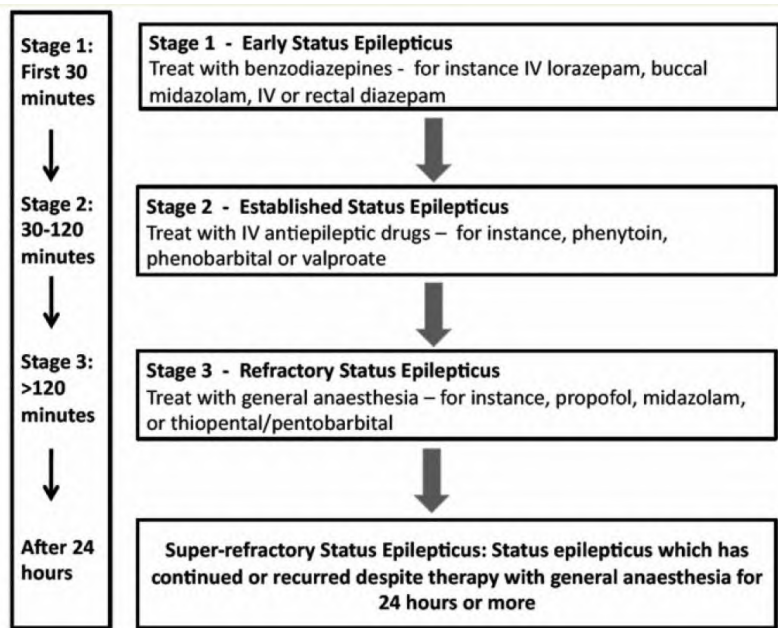 Stage 1:
First 30
minutes
Stage 2:
30-120
minutes
Stage 3:
>120
minutes
After 24
hours
Stage 1 - Early Status Epilepticus
Treat with benzodiazepines - for instance IV lorazepam, buccal
midazolam, IV or rectal diazepam
Stage 2 - Established Status Epilepticus
Treat with IV antiepileptic drugs – for instance, phenytoin,
phenobarbital or valproate
Stage 3 - Refractory Status Epilepticus
Treat with general anaesthesia – for instance, propofol, midazolam,
or thiopental/pentobarbital
Super-refractory Status Epilepticus: Status epilepticus which has
continued or recurred despite therapy with general anaesthesia for
24 hours or more